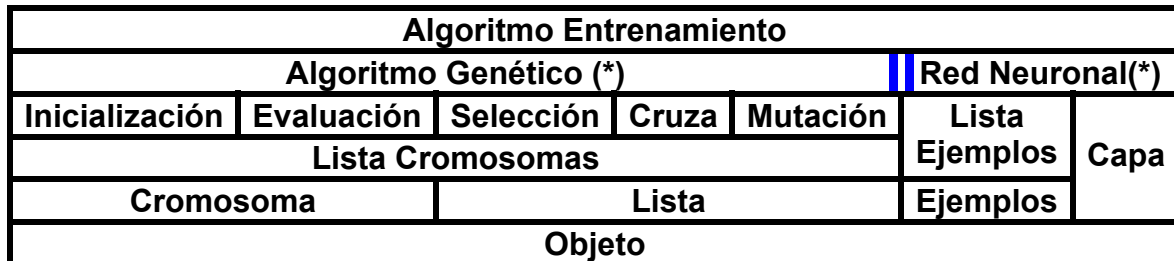 Algoritmo Entrenamiento
Algoritmo Genético (*) Red Neuronal(*)
Inicialización Evaluación Selección Cruza Mutación Lista
Ejemplos Capa
Lista Cromosomas
Cromosoma Lista Ejemplos
Objeto